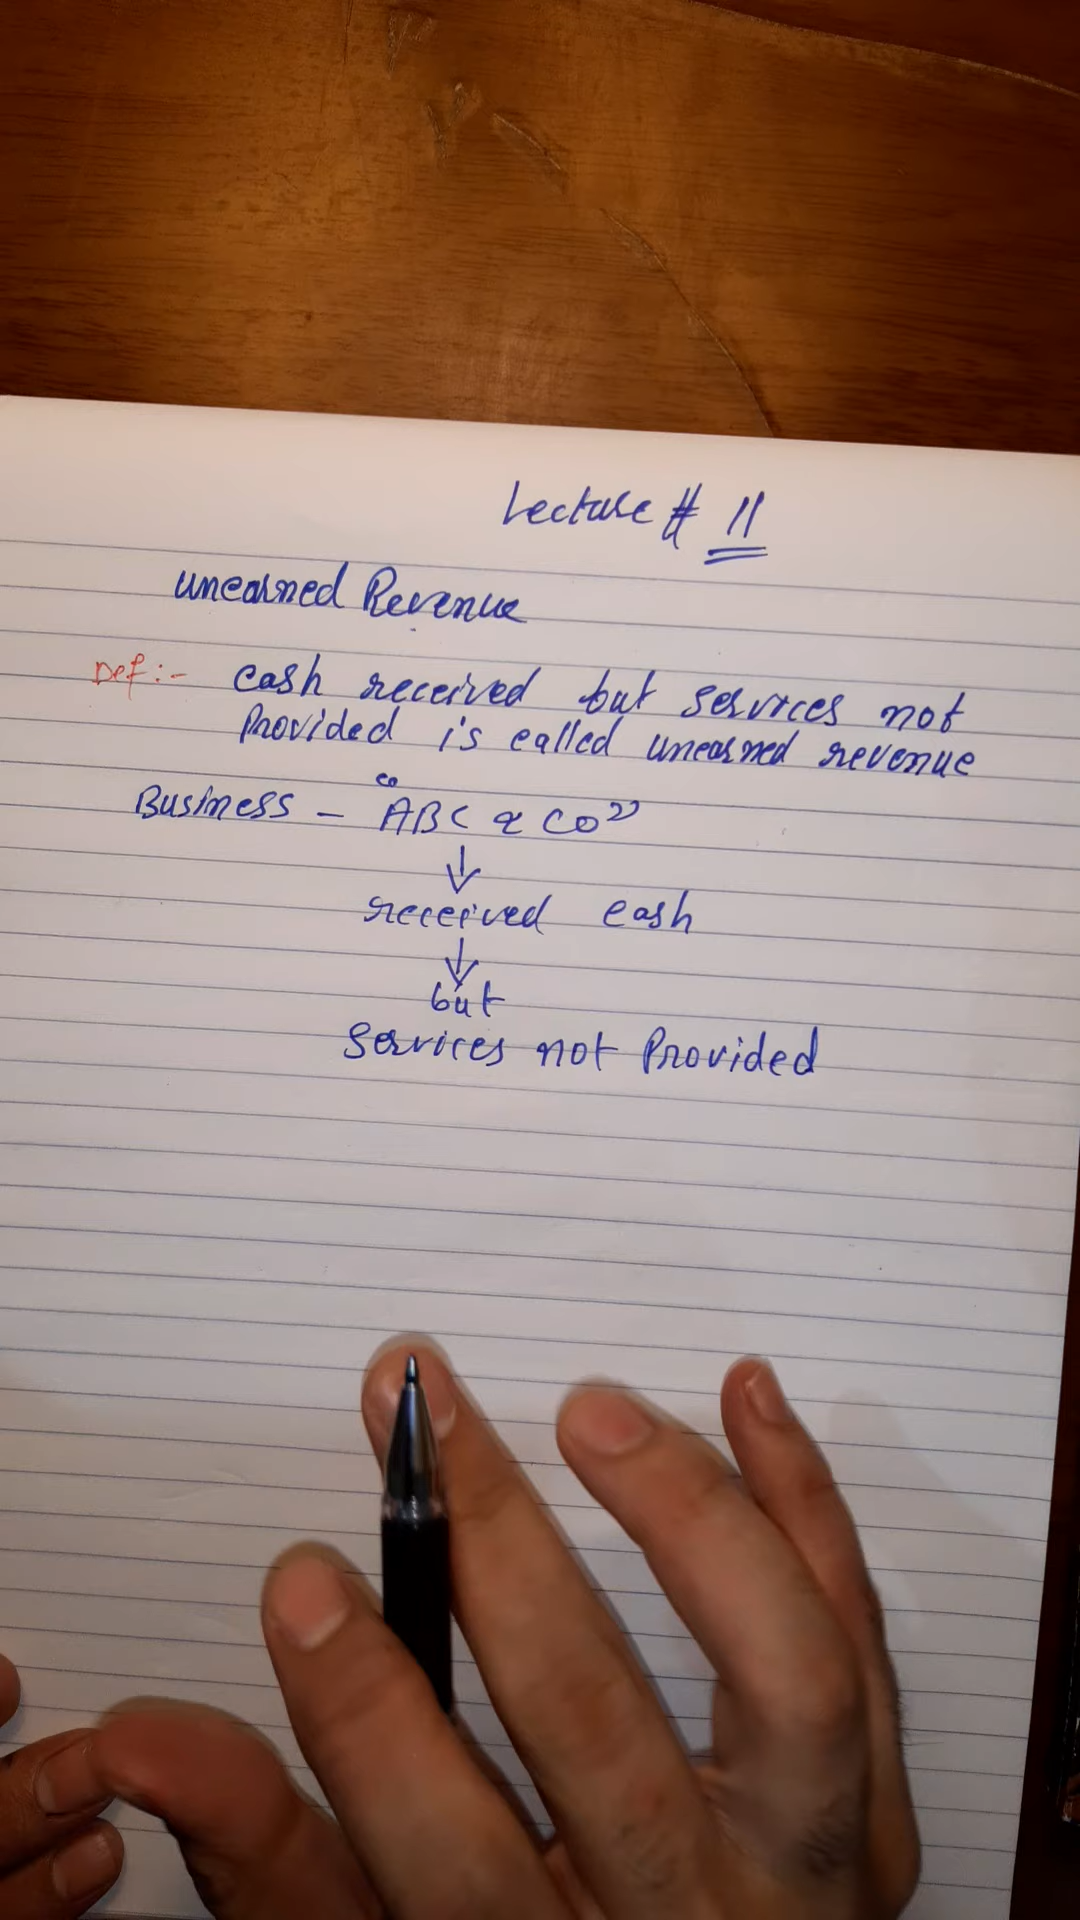 Lecture # 11
unearned Revenue
Def:- cash received but services not
Provided is called unearned revenue
co
Business - ABC & CO
received cash
but
Services not Provided